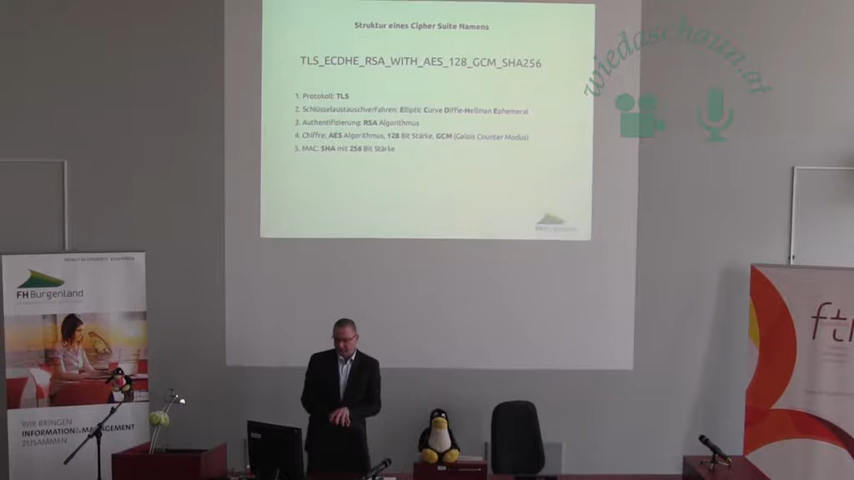 Struktur eines Cipher Suite Namens
TLS_ECDHE_RSA_WITH_AES_128_GCM_SHA256
1. Protokoll: TLS
2. Schlüsselaustauschverfahren: Elliptic Curve Diffie-Hellman Ephemeral
3. Authentifizierung: RSA Algorithmus
4. Chiffre: AES Algorithmus, 128 Bit Stärke, GCM (Galois Counter Modus)
5. MAC: SHA mit 256 Bit Stärke
FH Burgenland
wiedaschaun.at
FH Burgenland
WIR BRINGEN
INFORMATION & MANAGEMENT
ZUSAMMEN.